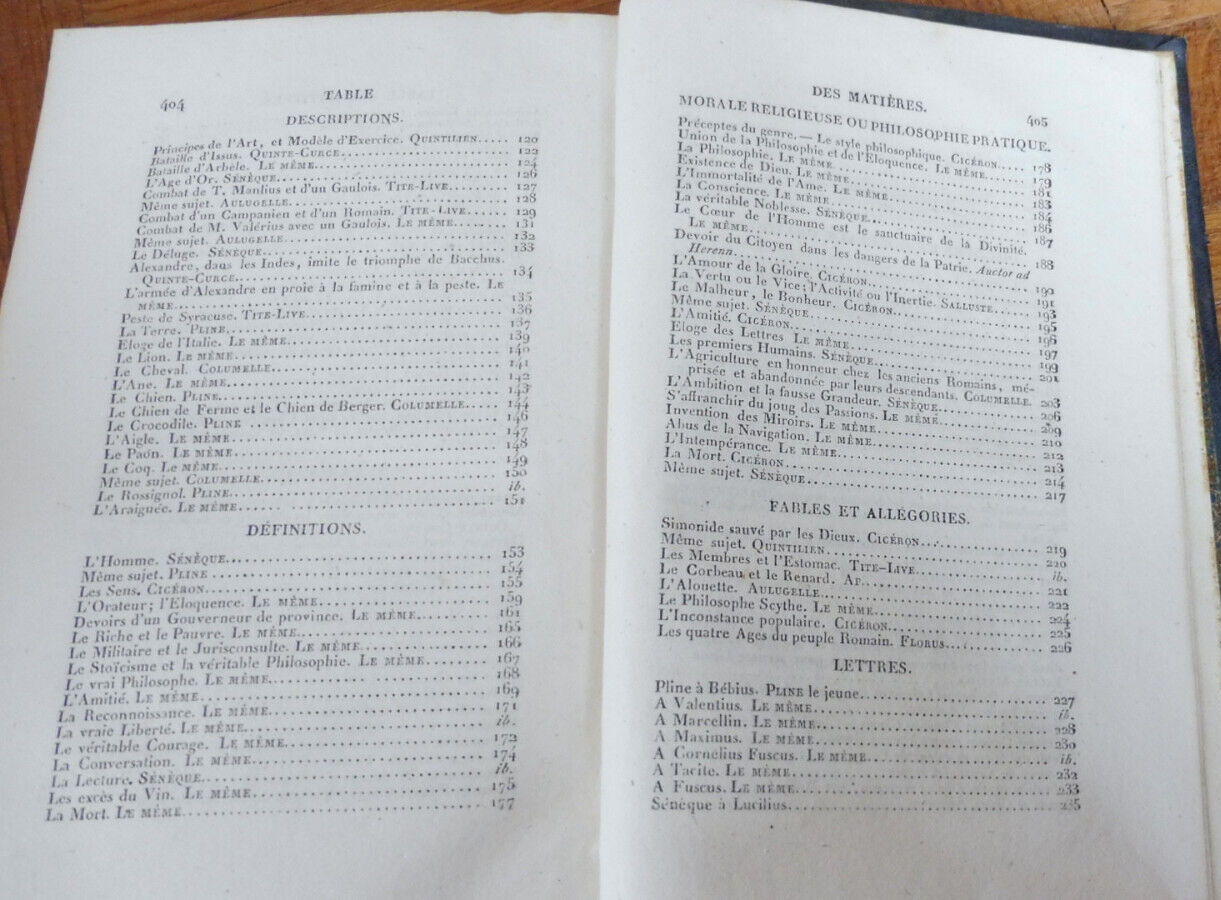 404 TABLE
DESCRIPTIONS.
Principes de l'Art, et Modèle d'Exercice. QUINTILIEN..... 120
Bataille d'Issus. QUINTE-CURCE..... 122
Bataille d'Arbèle. LE MÊME..... 124
L'Age d'Or. SÉNÈQUE..... 126
Combat de T. Manlius et d'un Gaulois. TITE-LIVE..... 127
Même sujet. AULUGELLE..... 128
Combat d'un Campanien et d'un Romain. TITE-LIVE..... 129
Combat de M. Valérius avec un Gaulois. LE MÊME..... 131
Même sujet. AULUGELLE..... 132
Le Déluge. SÉNÈQUE..... 133
Alexandre, dans les Indes, imite le triomphe de Bacchus.
QUINTE-CURCE..... 134
L'armée d'Alexandre en proie à la famine et à la peste. LE
MÊME..... 135
Peste de Syracuse. TITE-LIVE..... 136
La Terre. PLINE..... 137
Eloge de l'Italie. LE MÊME..... 139
Le Lion. LE MÊME..... 140
Le Cheval. COLUMELLE..... 141
L'Ane. LE MÊME..... 142
Le Chien. PLINE..... 143
Le Chien de Ferme et le Chien de Berger. COLUMELLE..... 144
Le Crocodile. PLINE..... 146
L'Aigle. LE MÊME..... 147
Le Paon. LE MÊME..... 148
Le Coq. LE MÊME..... 149
Même sujet. COLUMELLE..... 150
Le Rossignol. PLINE..... ib.
L'Araignée. LE MÊME..... 151
DÉFINITIONS.
L'Homme. SÉNÈQUE..... 153
Même sujet. PLINE..... 154
Les Sens. CICÉRON..... 155
L'Orateur; l'Eloquence. LE MÊME..... 159
Devoirs d'un Gouverneur de province. LE MÊME..... 161
Le Riche et le Pauvre. LE MÊME..... 165
Le Militaire et le Jurisconsulte. LE MÊME..... 166
Le Stoïcisme et la véritable Philosophie. LE MÊME..... 167
Le vrai Philosophe. LE MÊME..... 168
L'Amitié. LE MÊME..... 169
La Reconnoissance. LE MÊME..... 171
La vraie Liberté. LE MÊME..... ib.
Le véritable Courage. LE MÊME..... 172
La Conversation. LE MÊME..... 174
La Lecture. SÉNÈQUE..... ib.
Les excès du Vin. LE MÊME..... 175
La Mort. LE MÊME..... 177
DES MATIÈRES. 405
MORALE RELIGIEUSE OU PHILOSOPHIE PRATIQUE.
Préceptes du genre.—Le style philosophique. CICÉRON..... 178
Union de la Philosophie et de l'Éloquence. LE MÊME..... 179
La Philosophie. LE MÊME..... 181
Existence de Dieu. LE MÊME..... 183
L'Immortalité de l'Ame. LE MÊME..... 184
La Conscience. LE MÊME..... 186
La véritable Noblesse. SÉNÈQUE..... 187
Le Cœur de l'Homme est le sanctuaire de la Divinité.
LE MÊME..... 188
Devoir du Citoyen dans les dangers de la Patrie. Auctor ad
Herenn..... 190
L'Amour de la Gloire. CICÉRON..... 191
La Vertu ou le Vice; l'Activité ou l'Inertie. SALLUSTE..... 193
Le Malheur, le Bonheur. CICÉRON..... 195
Même sujet. SÉNÈQUE..... 196
L'Amitié. CICÉRON..... 197
Eloge des Lettres LE MÊME..... 199
Les premiers Humains. SÉNÈQUE..... 201
L'Agriculture en honneur chez les anciens Romains, mé-
prisée et abandonnée par leurs descendants. COLUMELLE. 203
L'Ambition et la fausse Grandeur. SÉNÈQUE..... 206
S'affranchir du joug des Passions. LE MÊME..... 209
Invention des Miroirs. LE MÊME..... 210
Abus de la Navigation. LE MÊME..... 212
L'Intempérance. LE MÊME..... 213
La Mort. CICÉRON..... 214
Même sujet. SÉNÈQUE..... 217
FABLES ET ALLÉGORIES.
Simonide sauvé par les Dieux. CICÉRON..... 219
Même sujet. QUINTILIEN..... 220
Les Membres et l'Estomac. TITE-LIVE..... ib.
Le Corbeau et le Renard. AP..... 221
L'Alouette. AULUGELLE..... 222
Le Philosophe Scythe. LE MÊME..... 224
L'Inconstance populaire. CICÉRON..... 225
Les quatre Ages du peuple Romain. FLORUS..... 226
LETTRES.
Pline à Bébius. PLINE le jeune..... 227
A Valentius. LE MÊME..... ib.
A Marcellin. LE MÊME..... 228
A Maximus. LE MÊME..... 230
A Cornélius Fuscus. LE MÊME..... ib.
A Tacite. LE MÊME..... 232
A Fuscus. LE MÊME..... 233
Sénèque à Lucilius..... 235